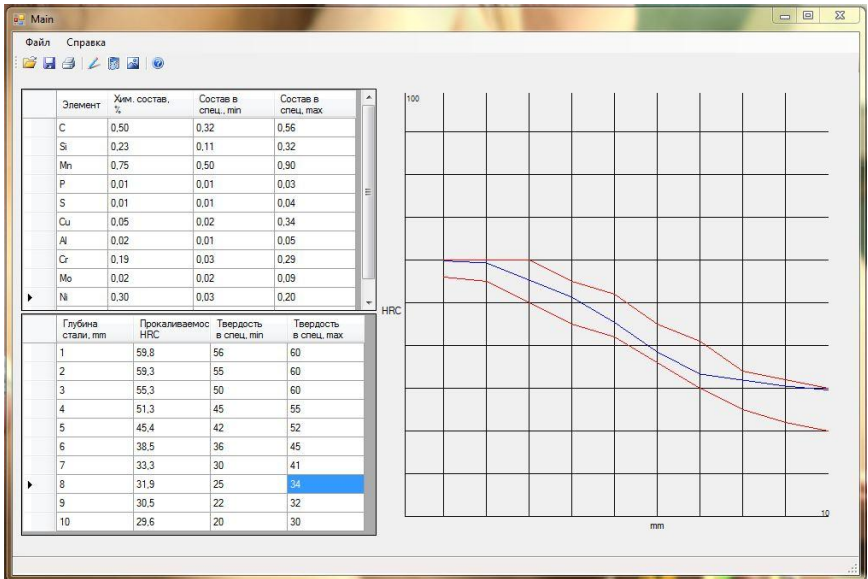 Main
Файл Справка
Элемент Хим. состав, % Состав в спец., min Состав в спец, max
C 0,50 0,32 0,56
Si 0,23 0,11 0,32
Mn 0,75 0,50 0,90
P 0,01 0,01 0,03
S 0,01 0,01 0,04
Cu 0,05 0,02 0,34
Al 0,02 0,01 0,05
Cr 0,19 0,03 0,29
Mo 0,02 0,02 0,09
Ni 0,30 0,03 0,20
Глубина стали, mm Прокаливаемос HRC Твердость в спец, min Твердость в спец, max
1 59,8 56 60
2 59,3 55 60
3 55,3 50 60
4 51,3 45 55
5 45,4 42 52
6 38,5 36 45
7 33,3 30 41
8 31,9 25 34
9 30,5 22 32
10 29,6 20 30
100
HRC
10
mm